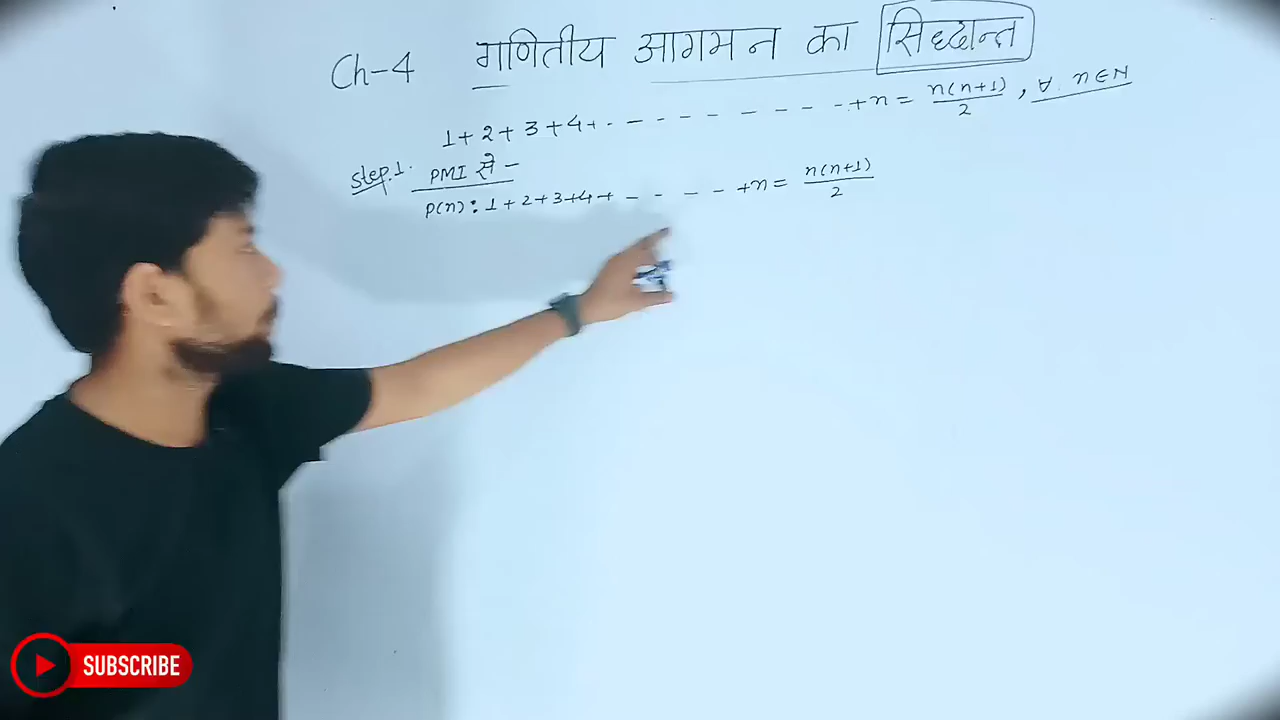 Ch-4 गणितीय आगमन का सिध्दान्त
1+2+3+4+.--------.+n = n(n+1)/2, ∀ n∈N
step.1. PMI से -
P(n): 1+2+3+4+----+n = n(n+1)/2
SUBSCRIBE